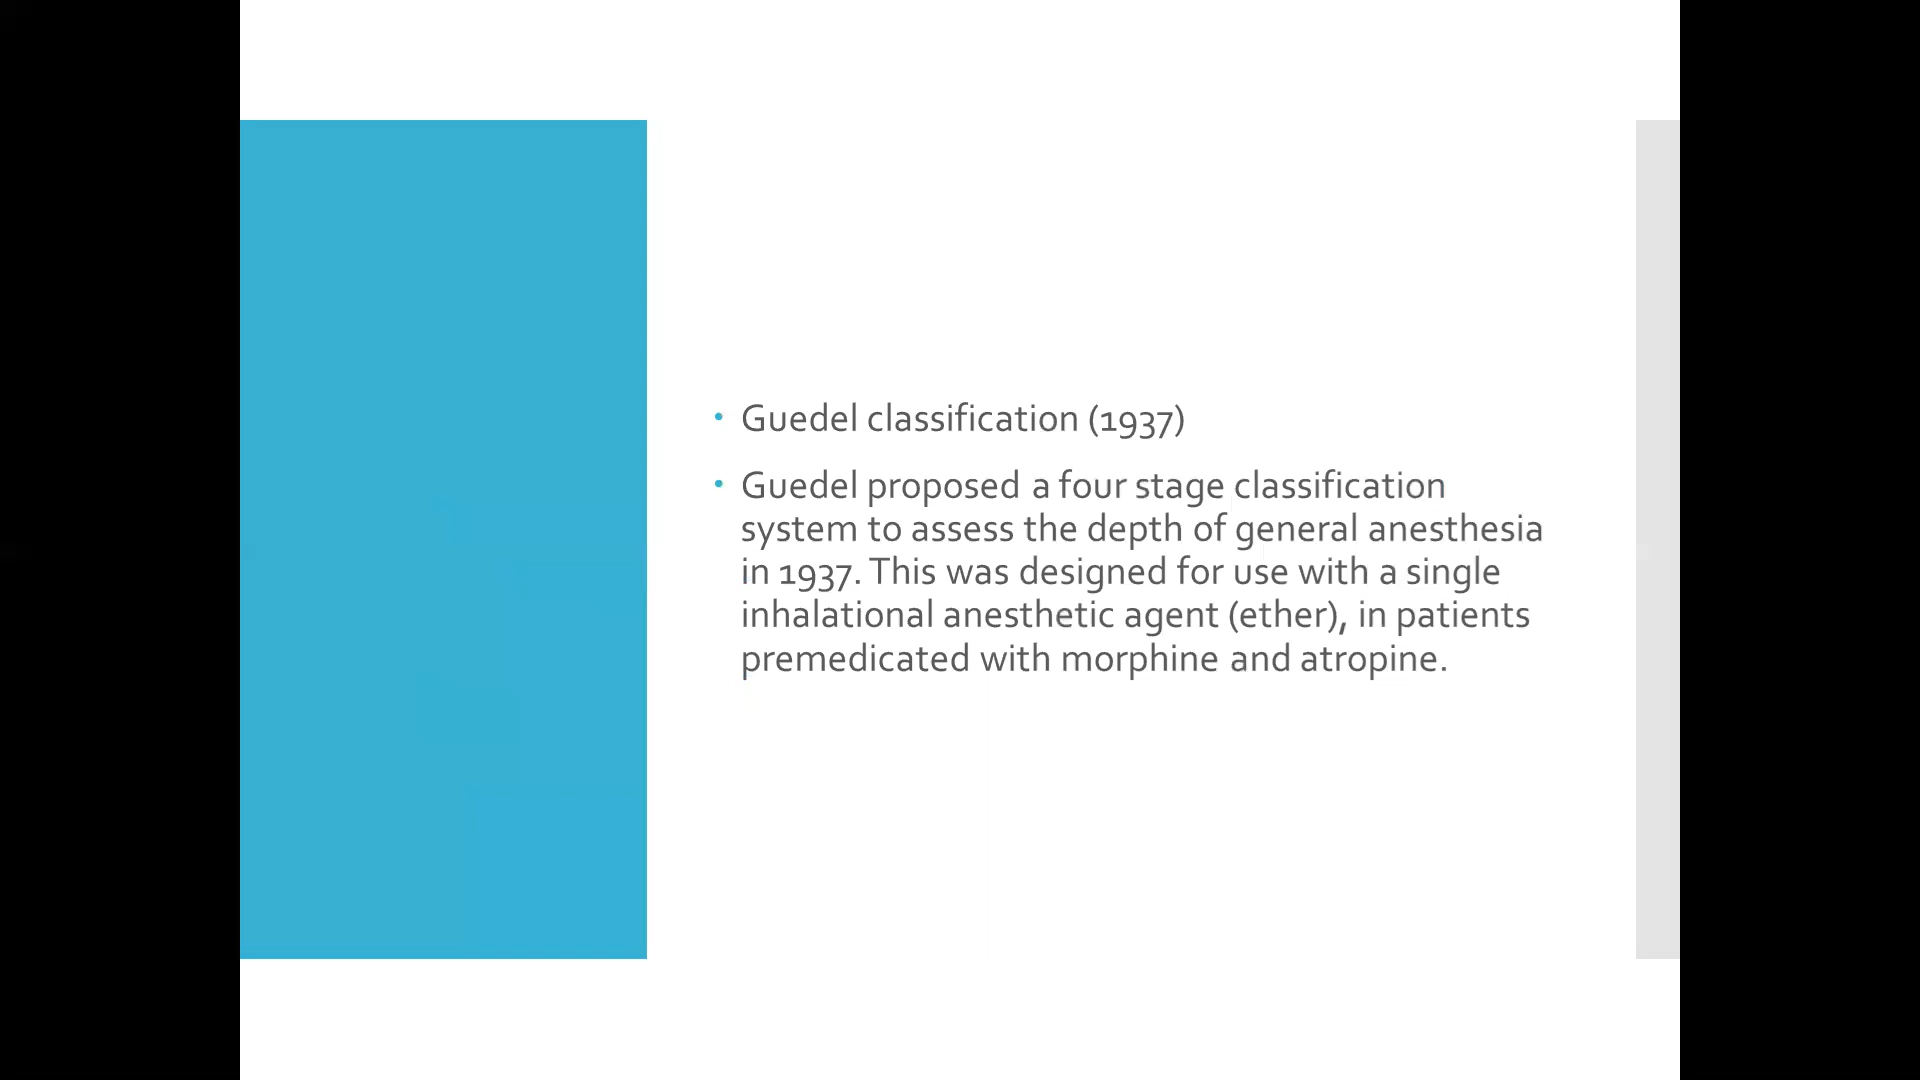 • Guedel classification (1937)
• Guedel proposed a four stage classification
system to assess the depth of general anesthesia
in 1937. This was designed for use with a single
inhalational anesthetic agent (ether), in patients
premedicated with morphine and atropine.